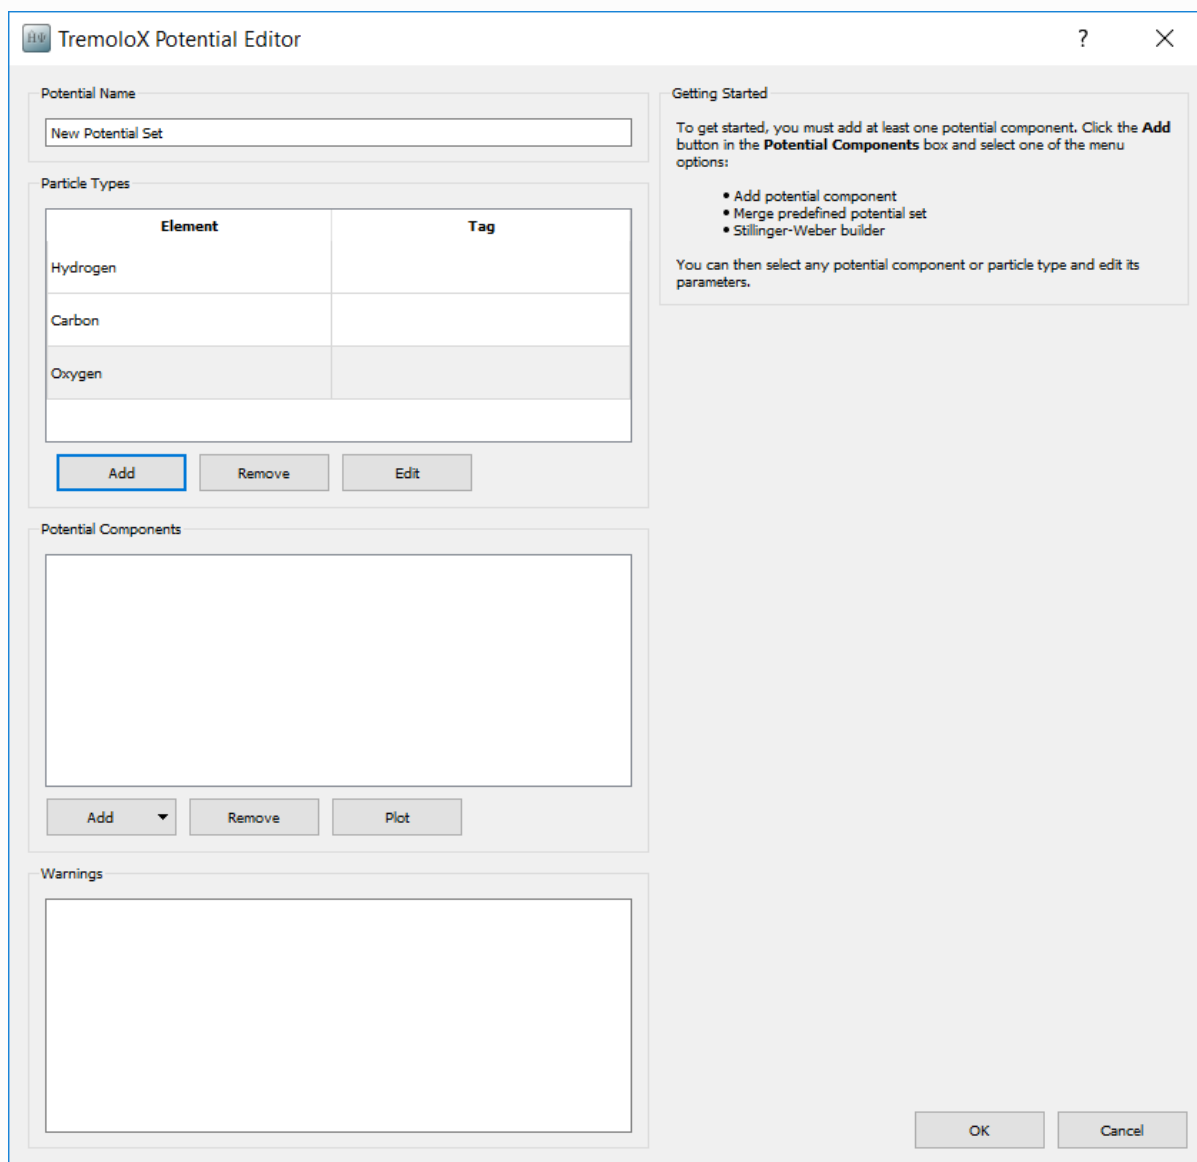 TremoloX Potential Editor
?
Potential Name
New Potential Set
Particle Types
Element Tag
Hydrogen
Carbon
Oxygen
Add Remove Edit
Potential Components
Add Remove Plot
Warnings
Getting Started
To get started, you must add at least one potential component. Click the Add
button in the Potential Components box and select one of the menu
options:
• Add potential component
• Merge predefined potential set
• Stillinger-Weber builder
You can then select any potential component or particle type and edit its
parameters.
OK Cancel